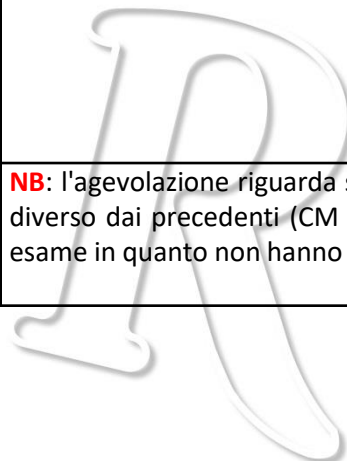 NB: l'agevolazione riguarda
diverso dai precedenti (CM
esame in quanto non hanno